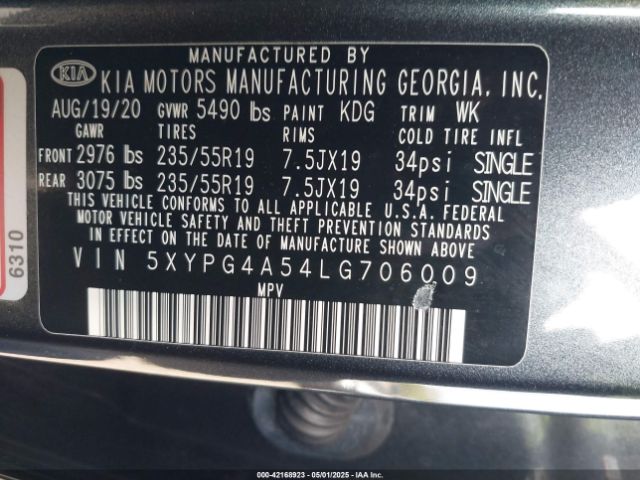 MANUFACTURED BY
KIA KIA MOTORS MANUFACTURING GEORGIA, INC.
AUG/19/20 GVWR 5490 lbs PAINT KDG TRIM WK
GAWR TIRES RIMS COLD TIRE INFL
FRONT 2976 lbs 235/55R19 7.5JX19 34psi SINGLE
REAR 3075 lbs 235/55R19 7.5JX19 34psi SINGLE
THIS VEHICLE CONFORMS TO ALL APPLICABLE U.S.A. FEDERAL
MOTOR VEHICLE SAFETY AND THEFT PREVENTION STANDARDS
IN EFFECT ON THE DATE OF MANUFACTURE SHOWN ABOVE.
VIN 5XYPG4A54LG706009
MPV
6310
000-42168923 - 05/01/2025 - IAA Inc.